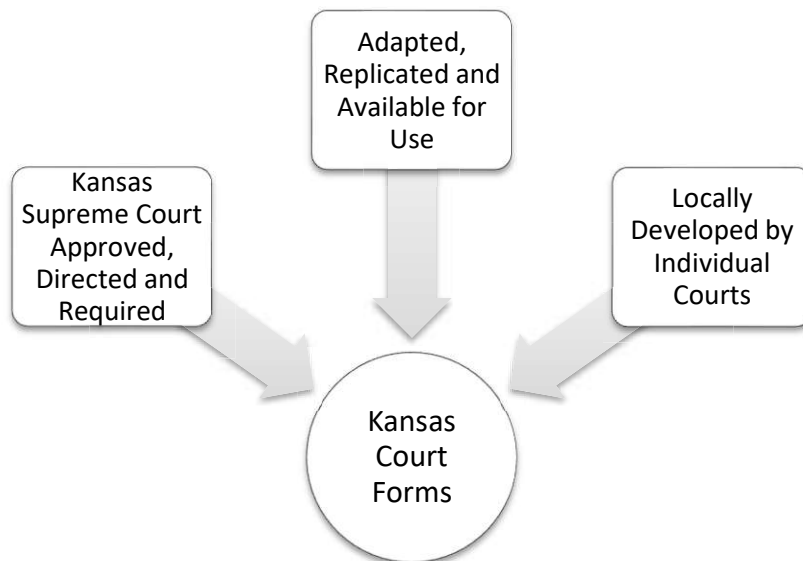 Adapted,
Replicated and
Available for
Use
Kansas
Supreme Court
Approved,
Directed and
Required
Locally
Developed by
Individual
Courts
Kansas
Court
Forms